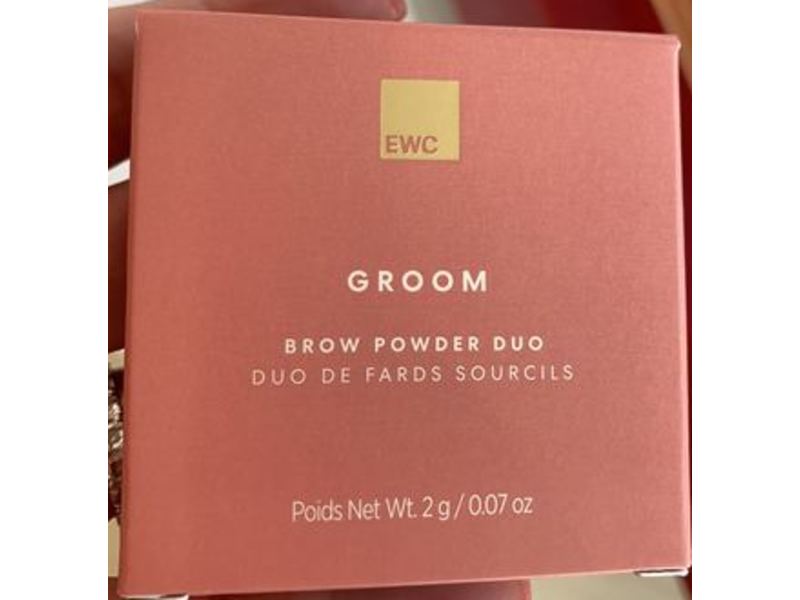 EWC
GROOM
BROW POWDER DUO
DUO DE FARDS SOURCILS
Poids Net Wt. 2 g / 0.07 oz